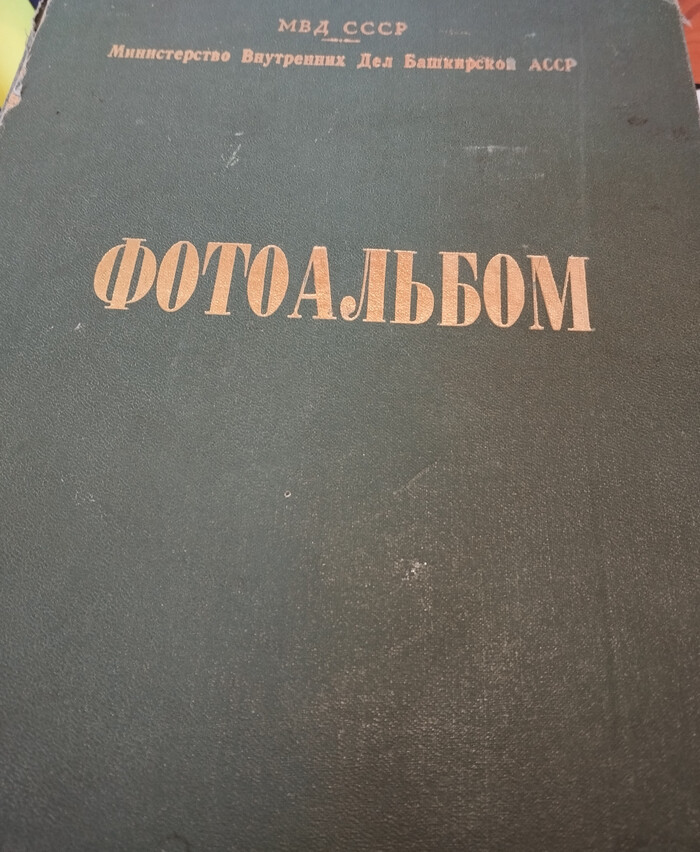 МВД СССР
Министерство Внутренних Дел Башкирской АССР
ФОТОАЛЬБОМ